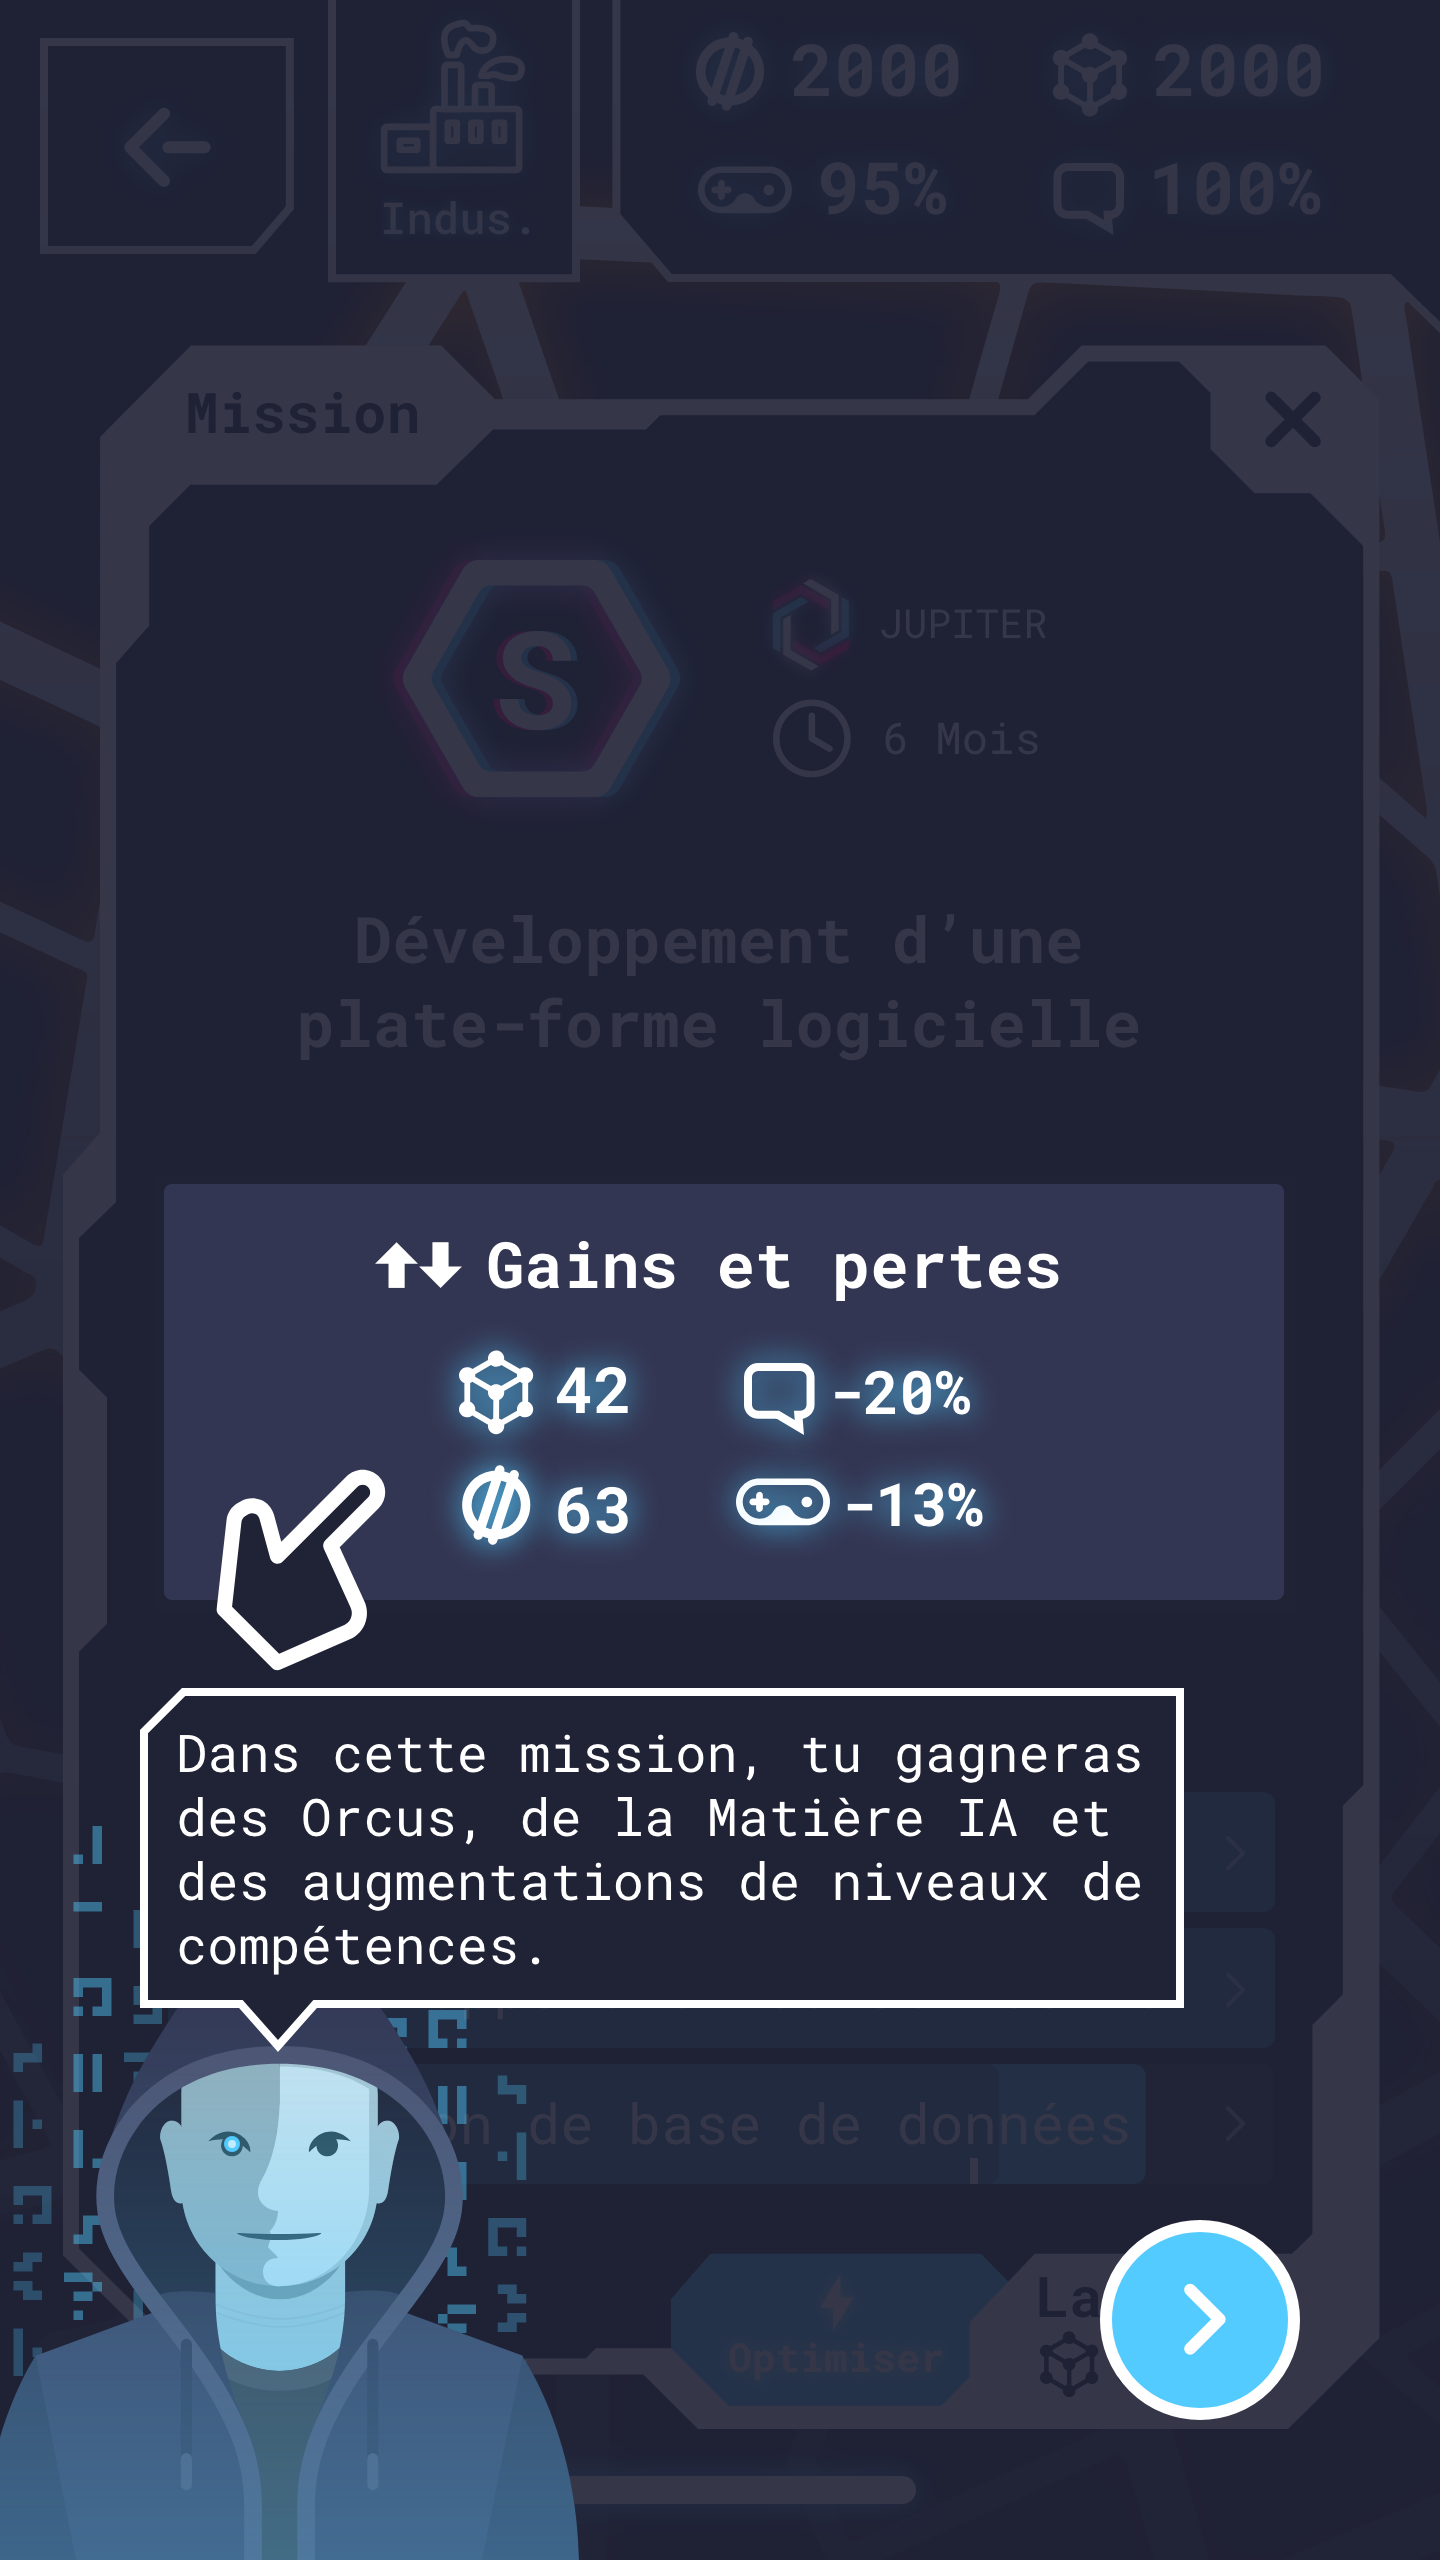 2000
2000
Indus.
95%
100%
Mission
S
JUPITER
6 Mois
Développement d’une
plate-forme logicielle
Gains et pertes
42
-20%
63
-13%
Dans cette mission, tu gagneras
des Orcus, de la Matière IA et
des augmentations de niveaux de
compétences.
de base de données
La
Optimiser